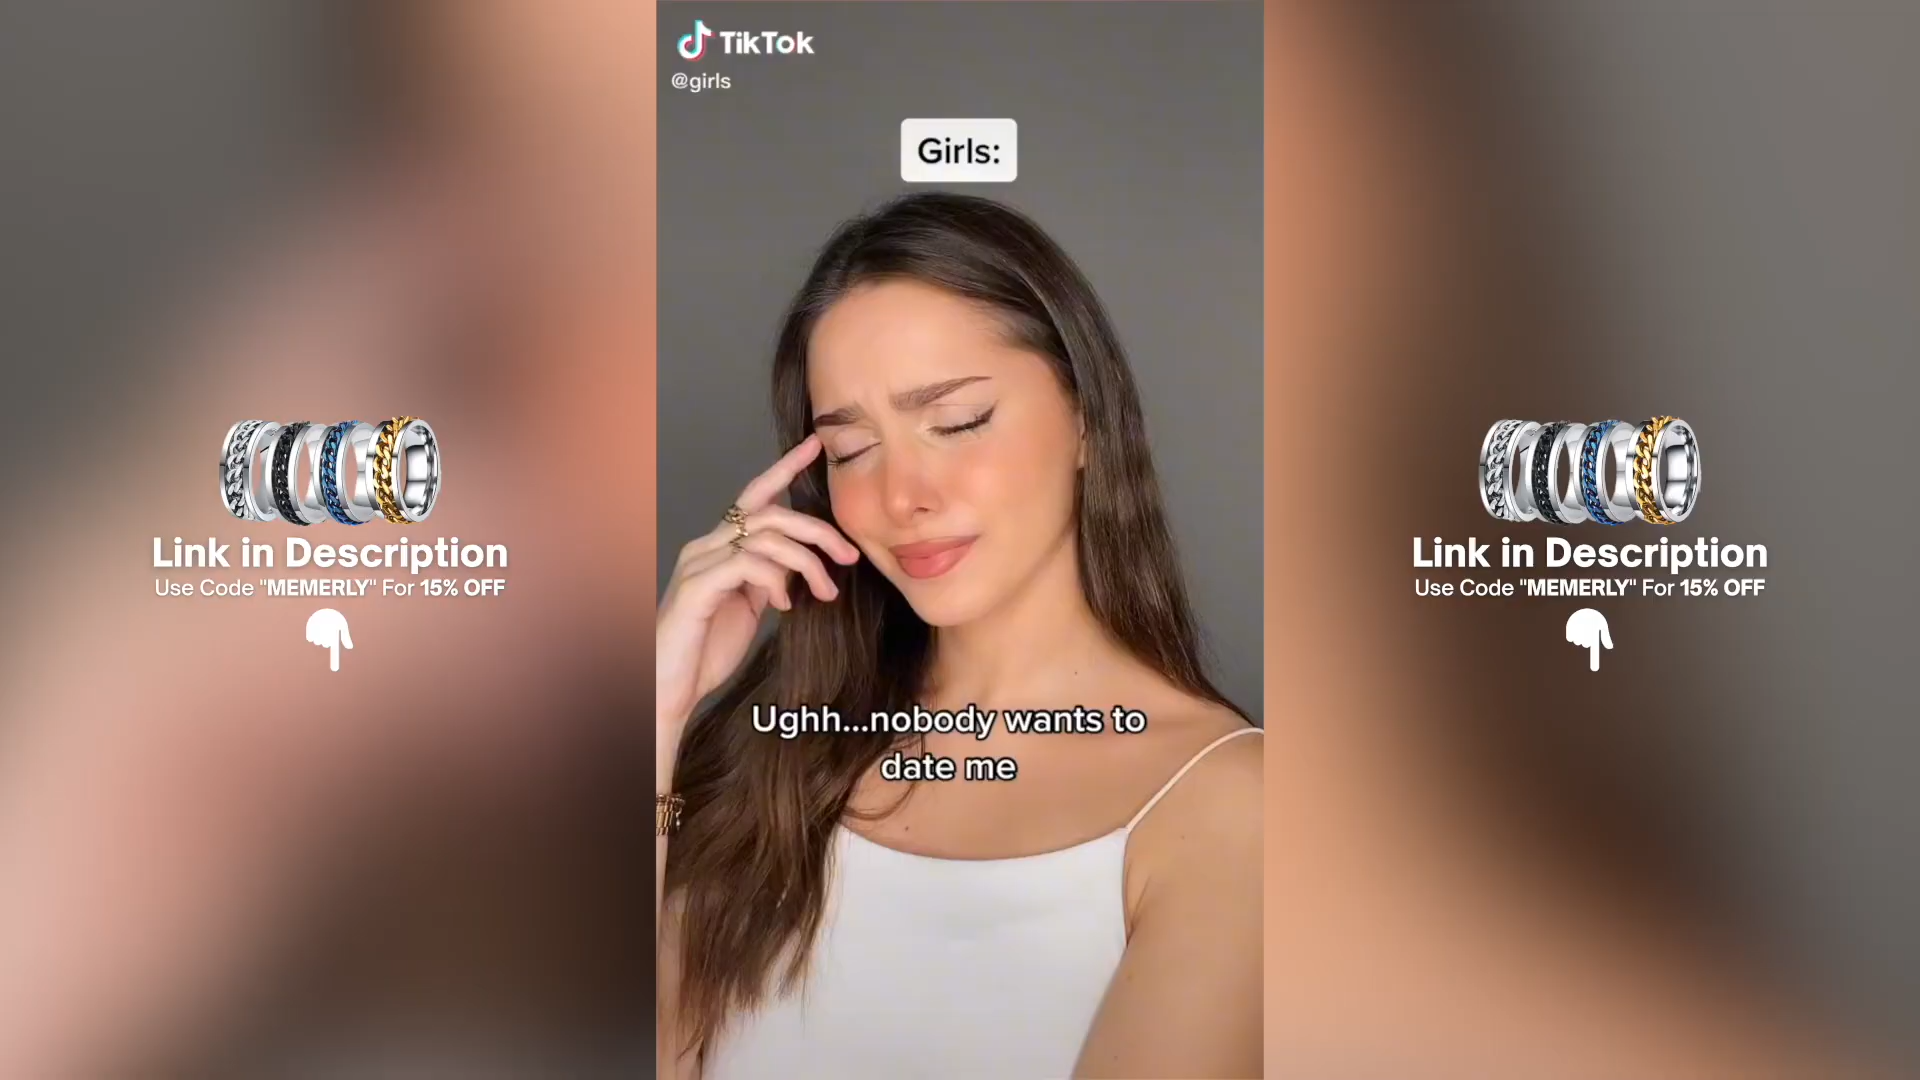 TikTok
@girls
Girls:
Ughh...nobody wants to
date me
Link in Description
Use Code "MEMERLY" For 15% OFF
Link in Description
Use Code "MEMERLY" For 15% OFF